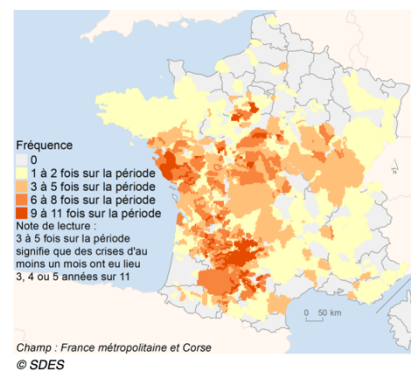 Fréquence
0
1 à 2 fois sur la période
3 à 5 fois sur la période
6 à 8 fois sur la période
9 à 11 fois sur la période
Note de lecture :
3 à 5 fois sur la période
signifie que des crises d'au
moins un mois ont eu lieu
3, 4 ou 5 années sur 11
0 50 km
Champ : France métropolitaine et Corse
© SDES